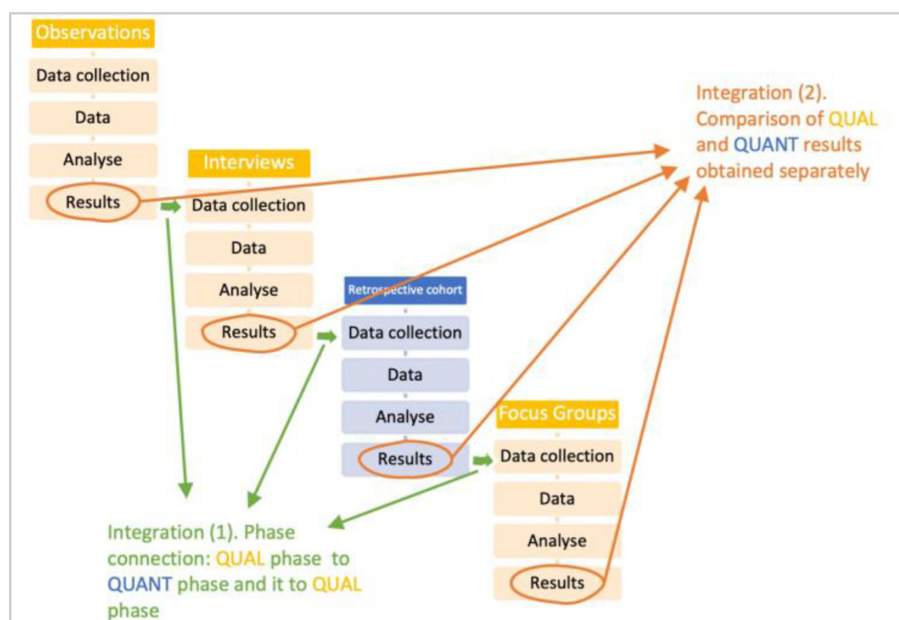 Observations
Data collection
Data
Analyse
Results
Interviews
Data collection
Data
Analyse
Results
Retrospective cohort
Data collection
Data
Analyse
Results
Focus Groups
Data collection
Data
Analyse
Results
Integration (2).
Comparison of QUAL
and QUANT results
obtained separately
Integration (1). Phase
connection: QUAL phase to
QUANT phase and it to QUAL
phase